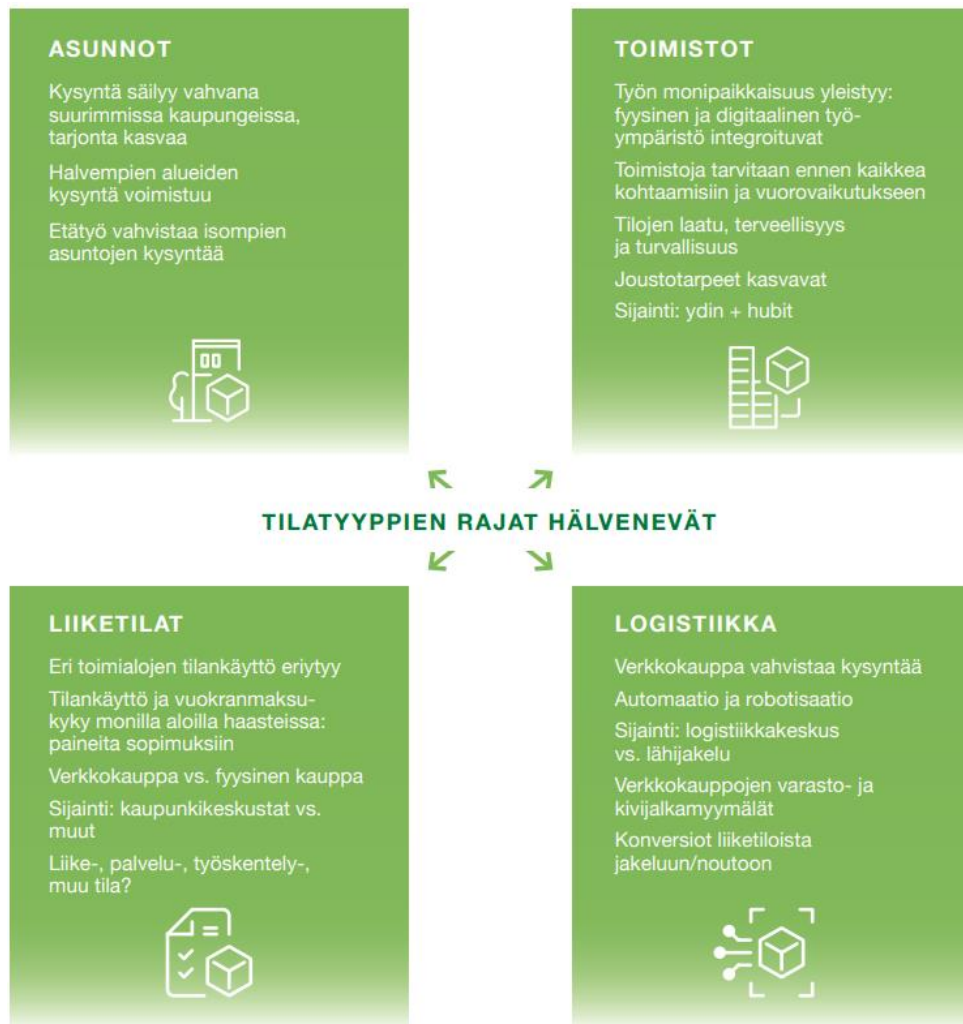 ASUNNOT
Kysyntä säilyy vahvana
suurimmissa kaupungeissa,
tarjonta kasvaa
Halvempien alueiden
kysyntä voimistuu
Etätyö vahvistaa isompien
asuntojen kysyntää
TOIMISTOT
Työn monipaikkaisuus yleistyy:
fyysinen ja digitaalinen työ-
ympäristö integroituvat
Toimistoja tarvitaan ennen kaikkea
kohtaamisiin ja vuorovaikutukseen
Tilojen laatu, terveellisyys
ja turvallisuus
Joustotarpeet kasvavat
Sijainti: ydin + hubit
TILATYYPPIEN RAJAT HÄLVENEVÄT
LIIKETILAT
Eri toimialojen tilankäyttö eriytyy
Tilankäyttö ja vuokranmaksu-
kyky monilla aloilla haasteissa:
paineita sopimuksiin
Verkkokauppa vs. fyysinen kauppa
Sijainti: kaupunkikeskustat vs.
muut
Liike-, palvelu-, työskentely-,
muu tila?
LOGISTIIKKA
Verkkokauppa vahvistaa kysyntää
Automaatio ja robotisaatio
Sijainti: logistiikkakeskus
vs. lähijakelu
Verkkokauppojen varasto- ja
kivijalkamyymälät
Konversiot liiketiloista
jakeluun/noutoon